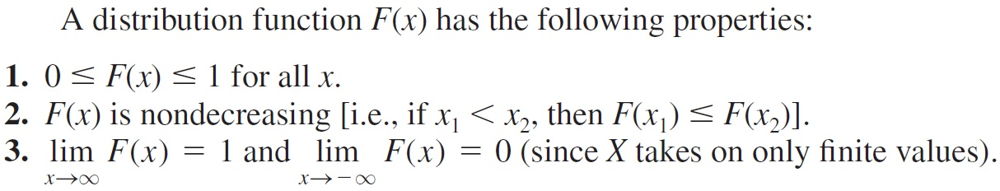 A distribution function F(x) has the following properties:
1. 0 ≤ F(x) ≤ 1 for all x.
2. F(x) is nondecreasing [i.e., if x₁ < x₂, then F(x₁) ≤ F(x₂)].
3. lim F(x) = 1 and lim F(x) = 0 (since X takes on only finite values).
x→∞ x→−∞